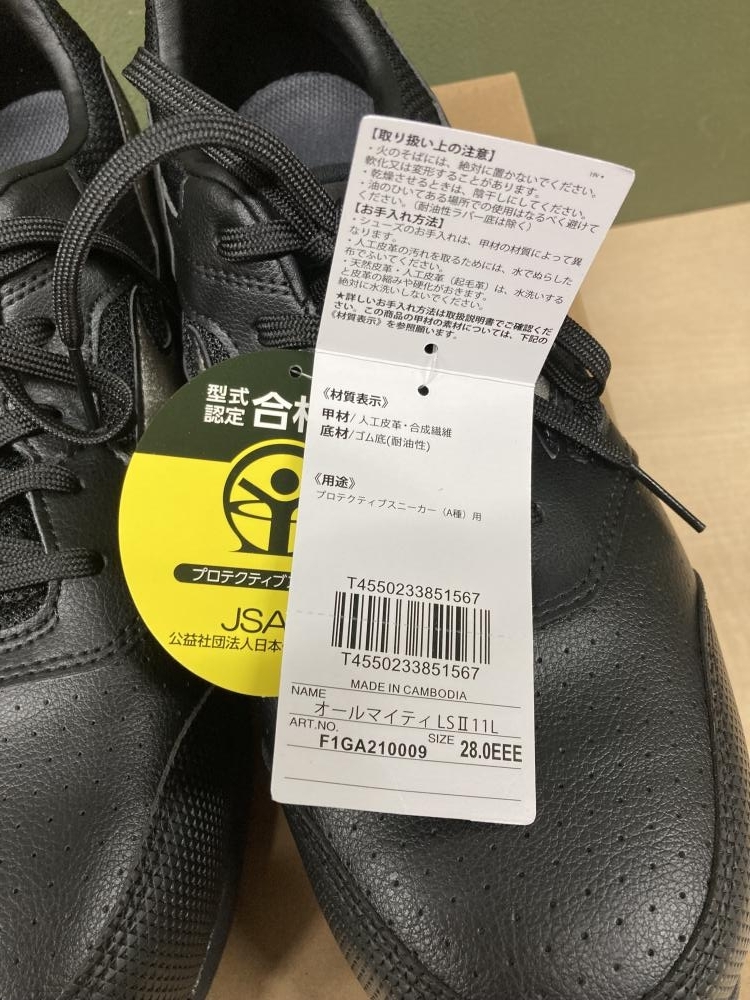 【取り扱い上の注意】
・火のそばには、絶対に置かないでください。
軟化又は変形することがあります。
・乾燥させるときは、陰干しにしてください。
・油のひいてある場所での使用はなるべく避けて
ください。（耐油性ラバー底は除く）
【お手入れ方法】
・シューズのお手入れは、甲材の材質によって異
なります。
・人工皮革の汚れを取るためには、水でぬらした
布でふいてください。
・天然皮革・人工皮革（起毛革）は、水洗いする
と皮革の縮みや硬化がおきます。
絶対に水洗いしないでください。
★詳しいお手入れ方法は取扱説明書でご確認くだ
さい。この商品の甲材の素材については、下記の
《材質表示》を参照願います。
《材質表示》
甲材/人工皮革・合成繊維
底材/ゴム底(耐油性)
《用途》
プロテクティブスニーカー（A種）用
T4550233851567
T4550233851567
MADE IN CAMBODIA
NAME
オールマイティLSⅡ11L
ART.NO. SIZE
F1GA210009 28.0EEE
型式
認定 合
プロテクティブ
JSA
公益社団法人日本